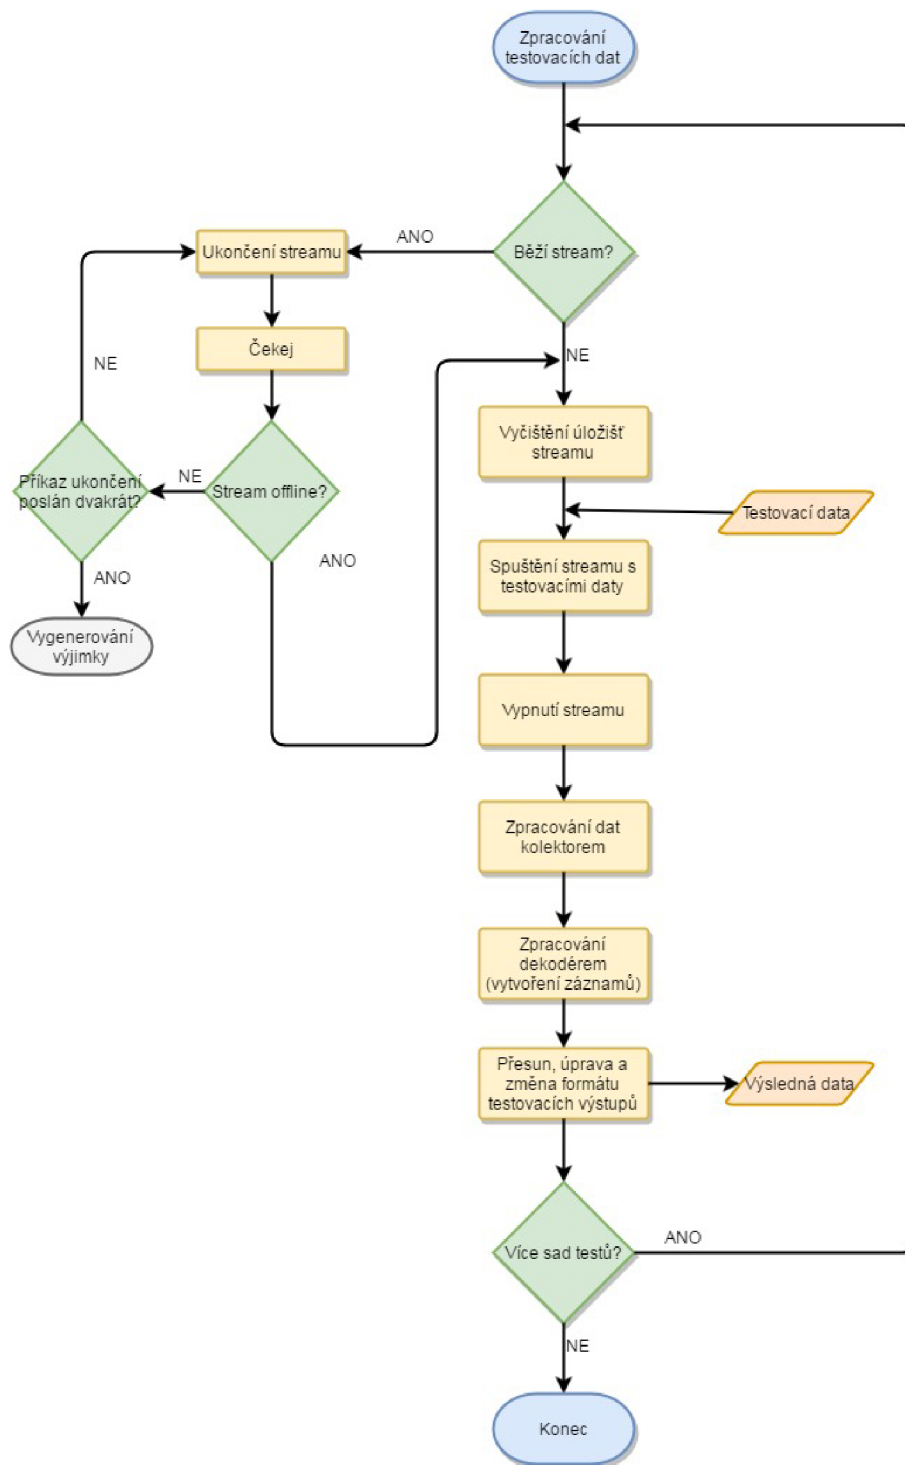 Zpracování
testovacích dat
Běží stream?
ANO
Ukončení streamu
Čekej
NE
NE
Stream offline?
NE
Příkaz ukončení
poslán dvakrát?
ANO
ANO
Vygenerování
výjimky
Vyčištění úložišť
streamu
Testovací data
Spuštění streamu s
testovacími daty
Vypnutí streamu
Zpracování dat
kolektorem
Zpracování
dekodérem
(vytvoření záznamů)
Přesun, úprava a
změna formátu
testovacích výstupů
Výsledná data
Více sad testů?
ANO
NE
Konec